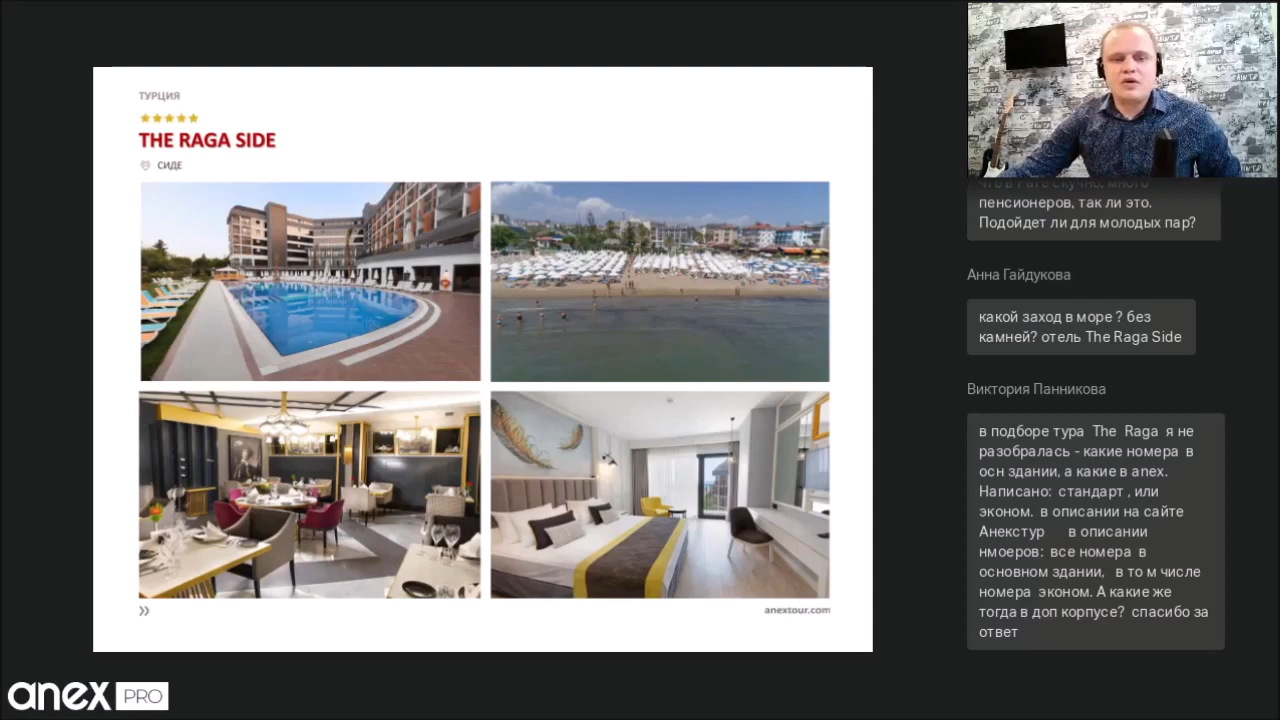 ТУРЦИЯ
THE RAGA SIDE
СИДЕ
anextour.com
anex PRO
пенсионеров, так ли это.
Подойдет ли для молодых пар?
Анна Гайдукова
какой заход в море ? без
камней? отель The Raga Side
Виктория Панникова
в подборе тура The Raga я не
разобралась - какие номера в
осн здании, а какие в anex.
Написано: стандарт , или
эконом. в описании на сайте
Анекстур в описании
нмоеров: все номера в
основном здании, в то м числе
номера эконом. А какие же
тогда в доп корпусе? спасибо за
ответ